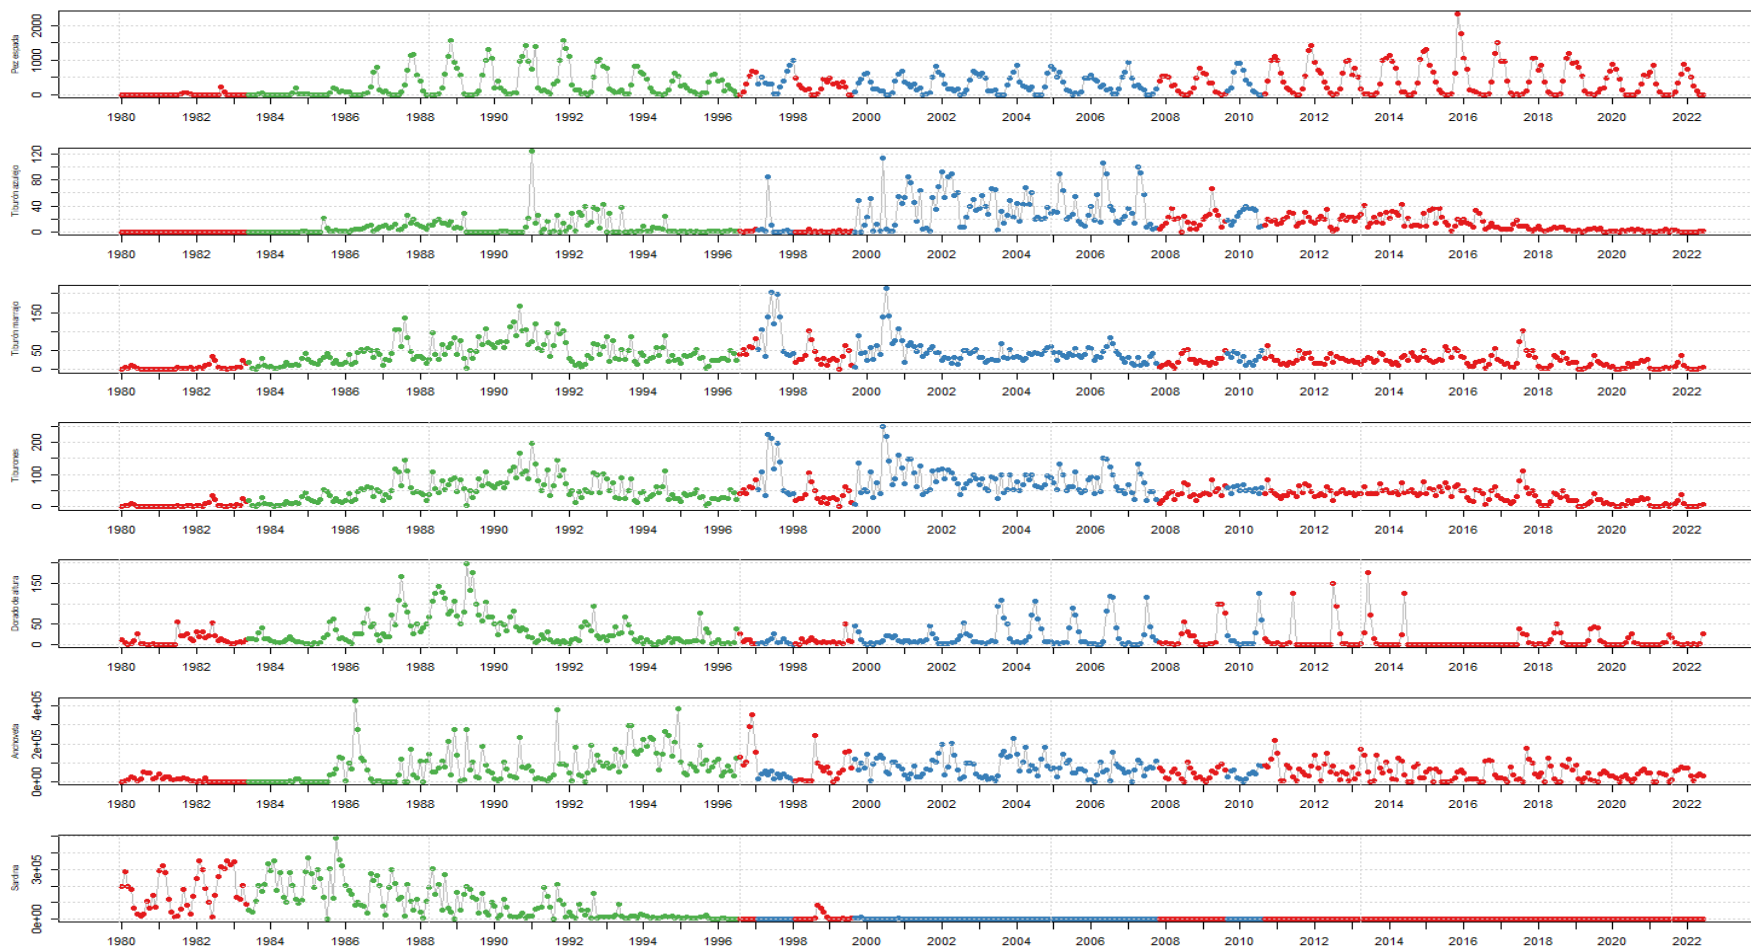 Pez espada
0 1000 2000
1980 1982 1984 1986 1988 1990 1992 1994 1996 1998 2000 2002 2004 2006 2008 2010 2012 2014 2016 2018 2020 2022
Tiburón azulejo
0 40 80 120
1980 1982 1984 1986 1988 1990 1992 1994 1996 1998 2000 2002 2004 2006 2008 2010 2012 2014 2016 2018 2020 2022
Tiburón marrajo
0 50 150
1980 1982 1984 1986 1988 1990 1992 1994 1996 1998 2000 2002 2004 2006 2008 2010 2012 2014 2016 2018 2020 2022
Tiburones
0 100 200
1980 1982 1984 1986 1988 1990 1992 1994 1996 1998 2000 2002 2004 2006 2008 2010 2012 2014 2016 2018 2020 2022
Dorado de altura
0 50 150
1980 1982 1984 1986 1988 1990 1992 1994 1996 1998 2000 2002 2004 2006 2008 2010 2012 2014 2016 2018 2020 2022
Anchoveta
0e+00 2e+05 4e+05
1980 1982 1984 1986 1988 1990 1992 1994 1996 1998 2000 2002 2004 2006 2008 2010 2012 2014 2016 2018 2020 2022
Sardina
0e+00 3e+05
1980 1982 1984 1986 1988 1990 1992 1994 1996 1998 2000 2002 2004 2006 2008 2010 2012 2014 2016 2018 2020 2022